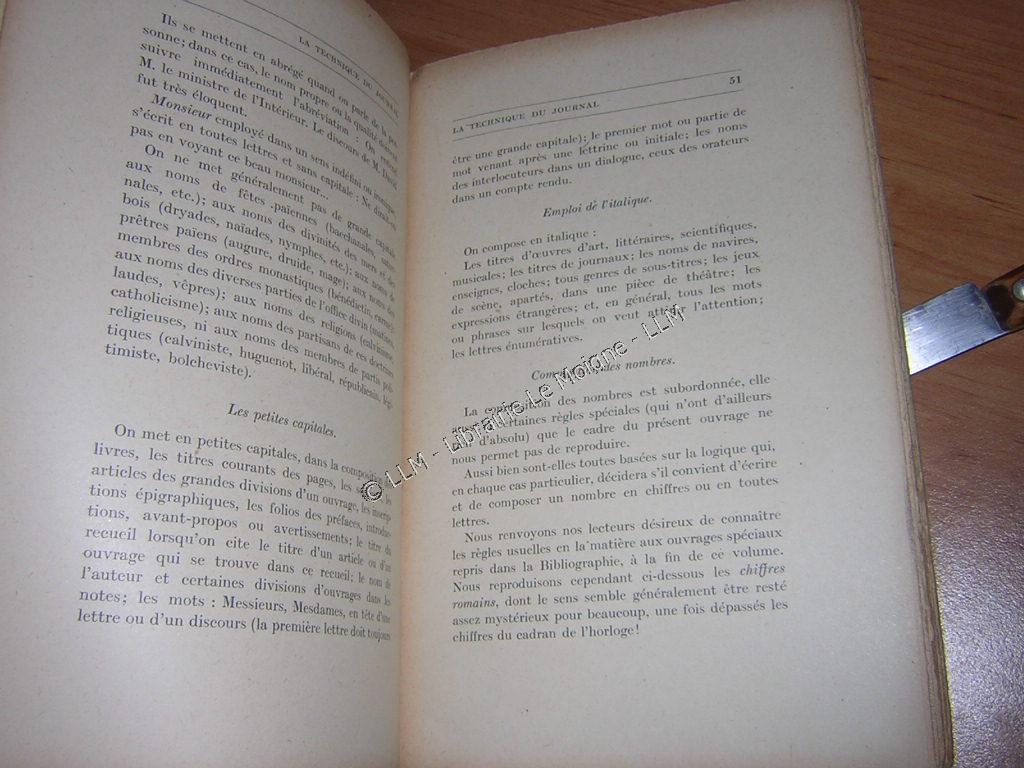 LA TECHNIQUE DU JOURNAL
Ils se mettent en abrégé quand on parle de la per-
sonne; dans ce cas, le nom propre ou la qualité doivent
suivre immédiatement l'abréviation : On entend
M. le ministre de l'Intérieur. Le discours de M. David
fut très éloquent.
Monsieur employé dans un sens indéfini ou ironique,
s'écrit en toutes lettres et sans capitale : Ne dirait-on
pas en voyant ce beau monsieur...
On ne met généralement pas de grande capitale
aux noms de fêtes païennes (bacchanales, satur-
nales, etc.); aux noms des divinités des mers et des
bois (dryades, naïades, nymphes, etc.); aux noms de
prêtres païens (augure, druide, mage); aux noms des
membres des ordres monastiques (bénédictin, carme);
aux noms des diverses parties de l'office divin (matines,
laudes, vêpres); aux noms des religions (calvinisme,
catholicisme); aux noms des partisans de ces doctrines
religieuses, ni aux noms des membres de partis poli-
tiques (calviniste, huguenot, libéral, républicain, légi-
timiste, bolcheviste).
Les petites capitales.
On met en petites capitales, dans la composition des
livres, les titres courants des pages, les
articles des grandes divisions d'un ouvrage, les inscrip-
tions épigraphiques, les folios des préfaces, introduc-
tions, avant-propos ou avertissements; le titre du
recueil lorsqu'on cite le titre d'un article ou d'un
ouvrage qui se trouve dans ce recueil; le nom de
l'auteur et certaines divisions d'ouvrages dans les
notes; les mots : Messieurs, Mesdames, en tête d'une
lettre ou d'un discours (la première lettre doit toujours
51
LA TECHNIQUE DU JOURNAL
être une grande capitale); le premier mot ou partie de
mot venant après une lettrine ou initiale; les noms
des interlocuteurs dans un dialogue, ceux des orateurs
dans un compte rendu.
Emploi de l'italique.
On compose en italique :
Les titres d'œuvres d'art, littéraires, scientifiques,
musicales; les titres de journaux; les noms de navires,
enseignes, cloches; tous genres de sous-titres; les jeux
de scène, apartés, dans une pièce de théâtre; les
expressions étrangères; et, en général, tous les mots
ou phrases sur lesquels on veut attirer l'attention;
les lettres énumératives.
des nombres.
La composition des nombres est subordonnée, elle
certaines règles spéciales (qui n'ont d'ailleurs
d'absolu) que le cadre du présent ouvrage ne
nous permet pas de reproduire.
Aussi bien sont-elles toutes basées sur la logique qui,
en chaque cas particulier, décidera s'il convient d'écrire
et de composer un nombre en chiffres ou en toutes
lettres.
Nous renvoyons nos lecteurs désireux de connaître
les règles usuelles en la matière aux ouvrages spéciaux
repris dans la Bibliographie, à la fin de ce volume.
Nous reproduisons cependant ci-dessous les chiffres
romains, dont le sens semble généralement être resté
assez mystérieux pour beaucoup, une fois dépassés les
chiffres du cadran de l'horloge!
© LLM - Librairie Le Moigne - LLM